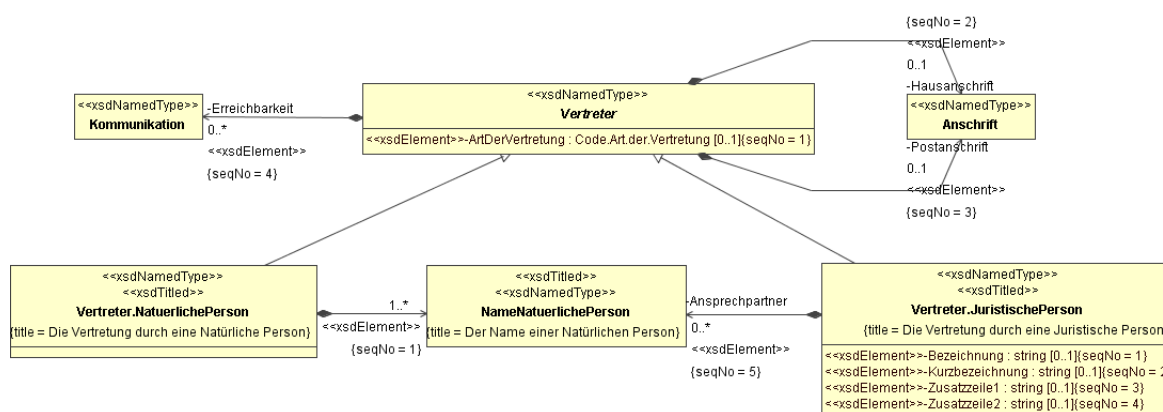 {seqNo = 2}
<<xsdElement>>
0..1
-Hausanschrift
<<xsdNamedType>>
Kommunikation
-Erreichbarkeit
0..*
<<xsdElement>>
{seqNo = 4}
<<xsdNamedType>>
Vertreter
<<xsdElement>>-ArtDerVertretung : Code.Art.der.Vertretung [0..1]{seqNo = 1}
<<xsdNamedType>>
Anschrift
-Postanschrift
0..1
<<xsdElement>>
{seqNo = 3}
<<xsdNamedType>>
<<xsdTitled>>
Vertreter.NatuerlichePerson
{title = Die Vertretung durch eine Natürliche Person}
1..*
<<xsdElement>>
{seqNo = 1}
<<xsdTitled>>
<<xsdNamedType>>
NameNatuerlichePerson
{title = Der Name einer Natürlichen Person}
-Ansprechpartner
0..*
<<xsdElement>>
{seqNo = 5}
<<xsdNamedType>>
<<xsdTitled>>
Vertreter.JuristischePerson
{title = Die Vertretung durch eine Juristische Person
<<xsdElement>>-Bezeichnung : string [0..1]{seqNo = 1}
<<xsdElement>>-Kurzbezeichnung : string [0..1]{seqNo = 2
<<xsdElement>>-Zusatzzeile1 : string [0..1]{seqNo = 3}
<<xsdElement>>-Zusatzzeile2 : string [0..1]{seqNo = 4}